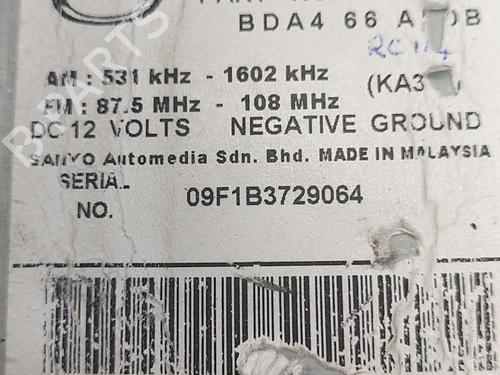 BDA4 66 A
RC
AM : 531 kHz - 1602 kHz
FM : 87.5 MHz - 108 MHz (KA3
DC 12 VOLTS NEGATIVE GROUND
SANYO Automedia Sdn. Bhd. MADE IN MALAYSIA
SERIAL
NO. 09F1B3729064